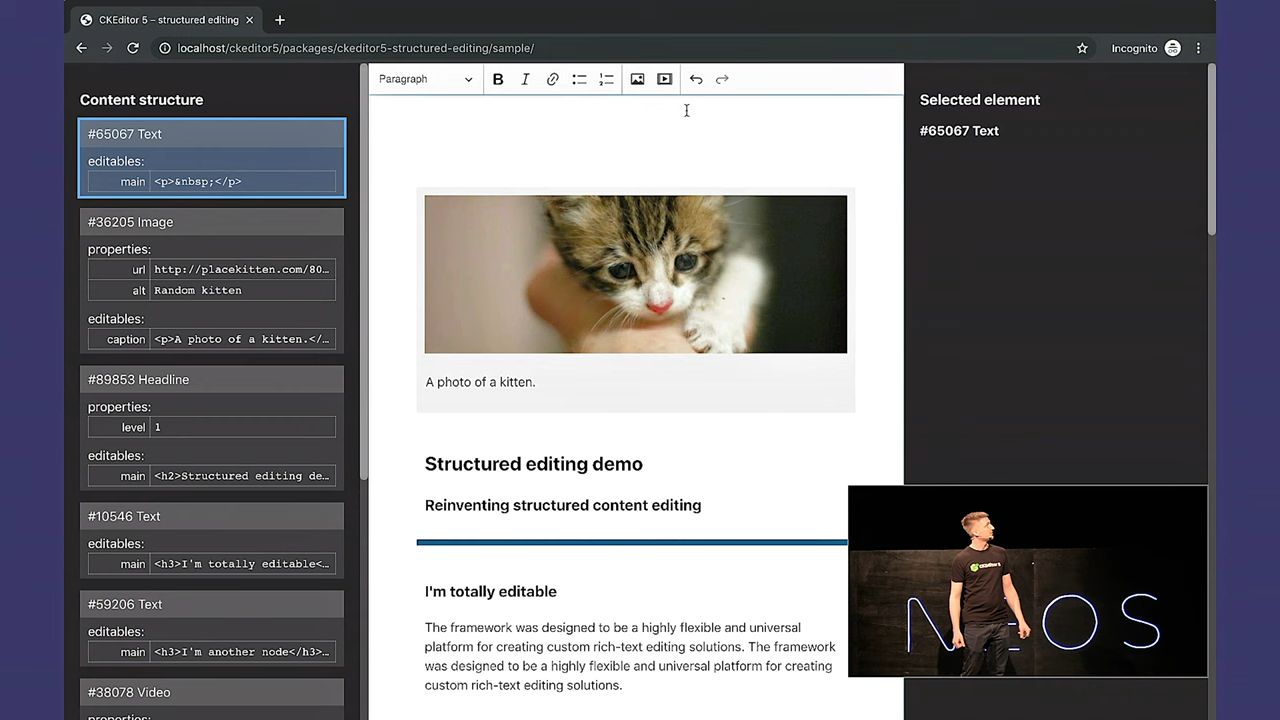 CKEditor 5 – structured editing
localhost/ckeditor5/packages/ckeditor5-structured-editing/sample/
Incognito
Content structure
#65067 Text
editables:
main <p>&nbsp;</p>
#36205 Image
properties:
url http://placekitten.com/80…
alt Random kitten
editables:
caption <p>A photo of a kitten.</…
#89853 Headline
properties:
level 1
editables:
main <h2>Structured editing de…
#10546 Text
editables:
main <h3>I'm totally editable<…
#59206 Text
editables:
main <h3>I'm another node</h3>…
#38078 Video
properties:
Paragraph
B I
A photo of a kitten.
Structured editing demo
Reinventing structured content editing
I'm totally editable
The framework was designed to be a highly flexible and universal
platform for creating custom rich-text editing solutions. The framework
was designed to be a highly flexible and universal platform for creating
custom rich-text editing solutions.
Selected element
#65067 Text
CKEditor 5
NEOS